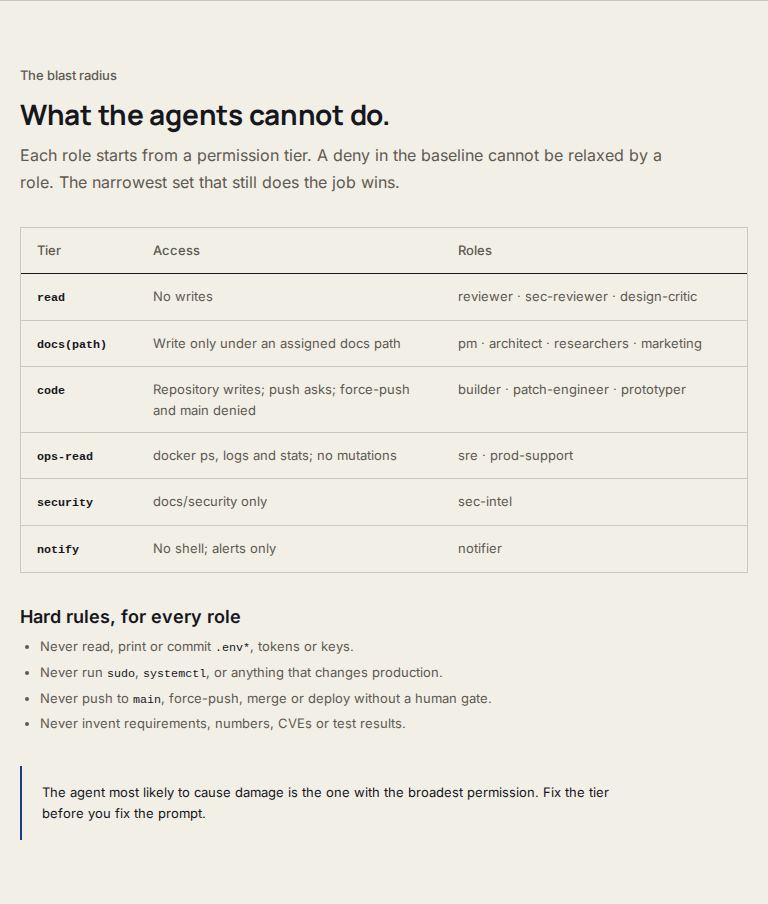 The blast radius
What the agents cannot do.
Each role starts from a permission tier. A deny in the baseline cannot be relaxed by a
role. The narrowest set that still does the job wins.
Tier Access Roles
read No writes reviewer · sec-reviewer · design-critic
docs(path) Write only under an assigned docs path pm · architect · researchers · marketing
code Repository writes; push asks; force-push builder · patch-engineer · prototyper
and main denied
ops-read docker ps, logs and stats; no mutations sre · prod-support
security docs/security only sec-intel
notify No shell; alerts only notifier
Hard rules, for every role
• Never read, print or commit .env*, tokens or keys.
• Never run sudo, systemctl, or anything that changes production.
• Never push to main, force-push, merge or deploy without a human gate.
• Never invent requirements, numbers, CVEs or test results.
The agent most likely to cause damage is the one with the broadest permission. Fix the tier
before you fix the prompt.